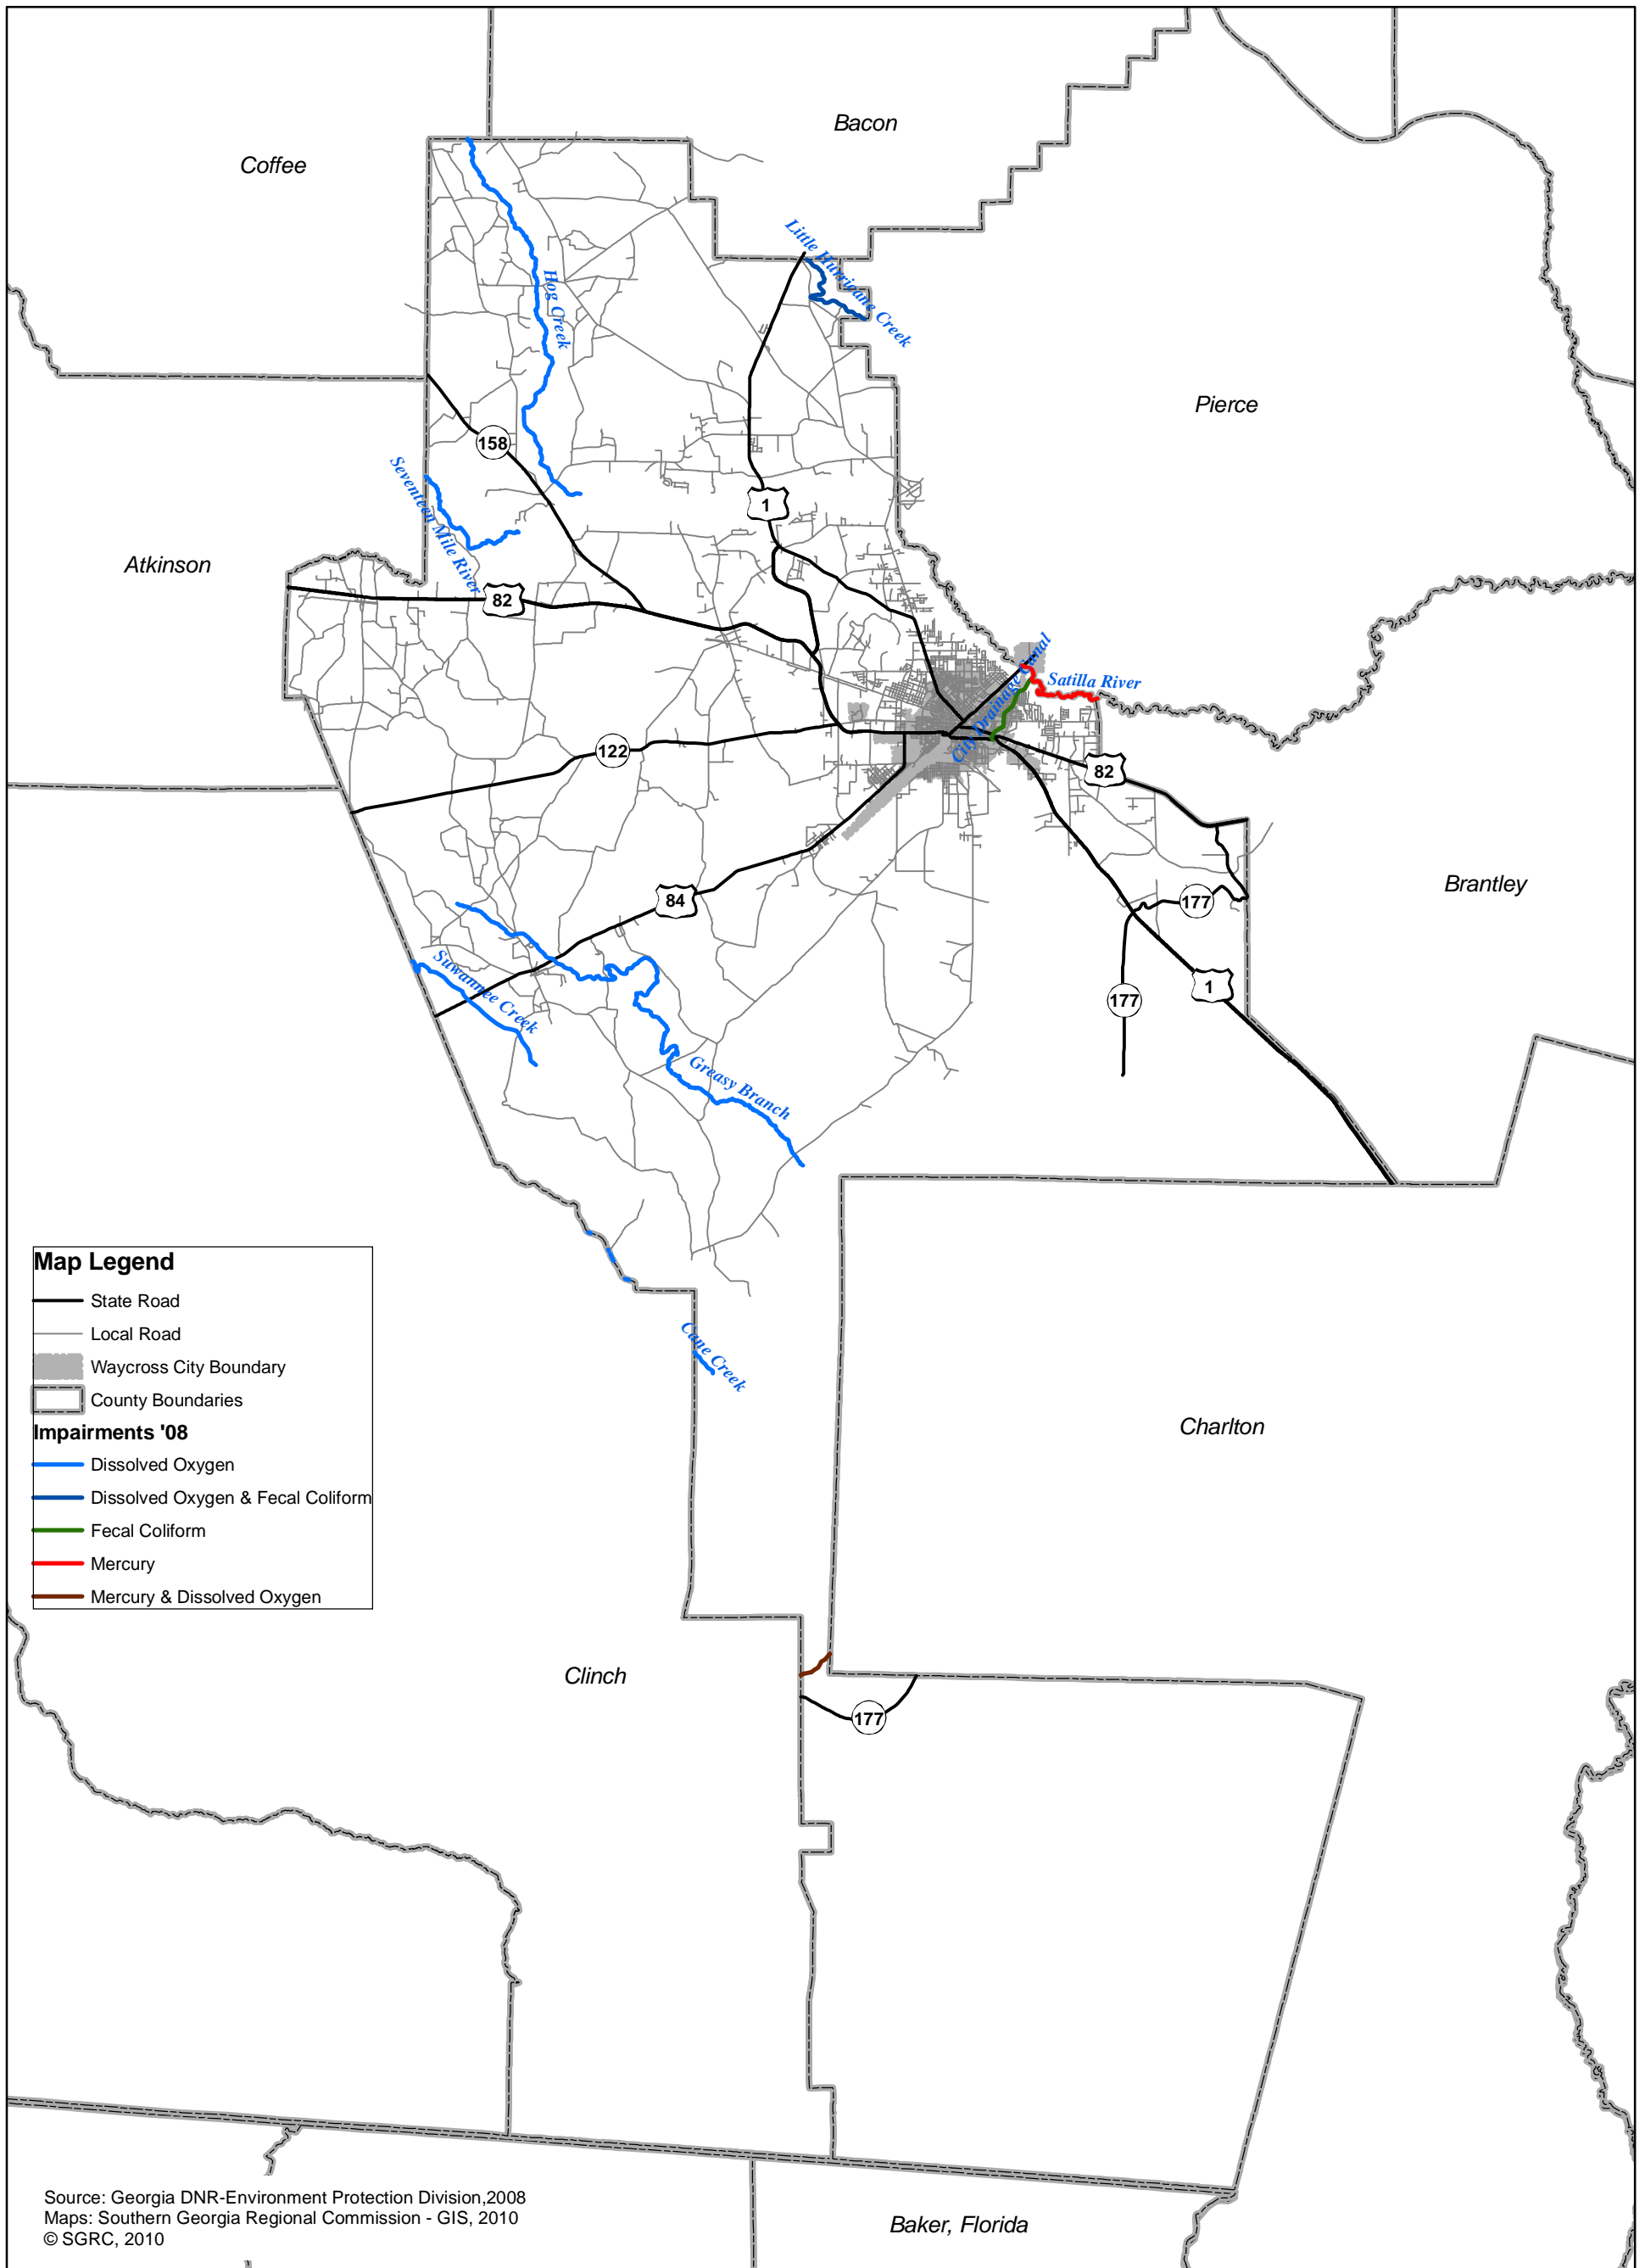 Bacon
Coffee
Little Hurricane Creek
Hog Creek
Pierce
158
Seventeen Mile River
1
Atkinson
82
City Drainage Canal
Satilla River
122
82
84
177
Brantley
Suwannee Creek
1
177
Greasy Branch
Map Legend
State Road
Local Road
Waycross City Boundary
County Boundaries
Impairments '08
Dissolved Oxygen
Dissolved Oxygen & Fecal Coliform
Fecal Coliform
Mercury
Mercury & Dissolved Oxygen
Cane Creek
Charlton
Clinch
177
Source: Georgia DNR-Environment Protection Division,2008
Maps: Southern Georgia Regional Commission - GIS, 2010
© SGRC, 2010
Baker, Florida